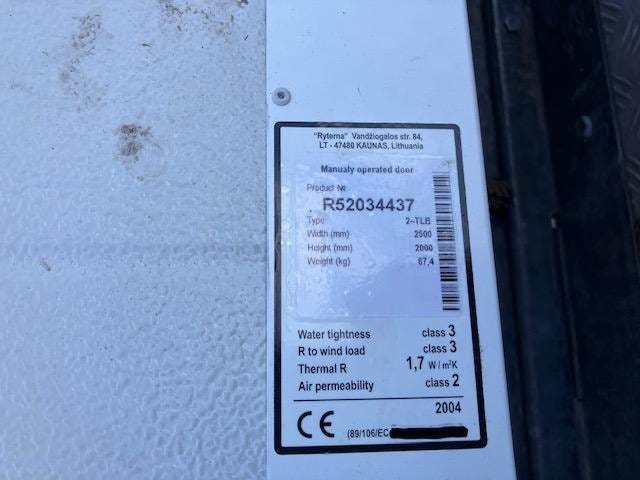 "Ryterna" Vandžiogalos str. 84,
LT - 47480 KAUNAS, Lithuania
Manualy operated door
Product №
R52034437
Type 2-TLB
Width (mm) 2500
Height (mm) 2000
Weight (kg) 67,4
Water tightness class 3
R to wind load class 3
Thermal R 1,7 W / m²K
Air permeability class 2
2004
CE (89/106/EC